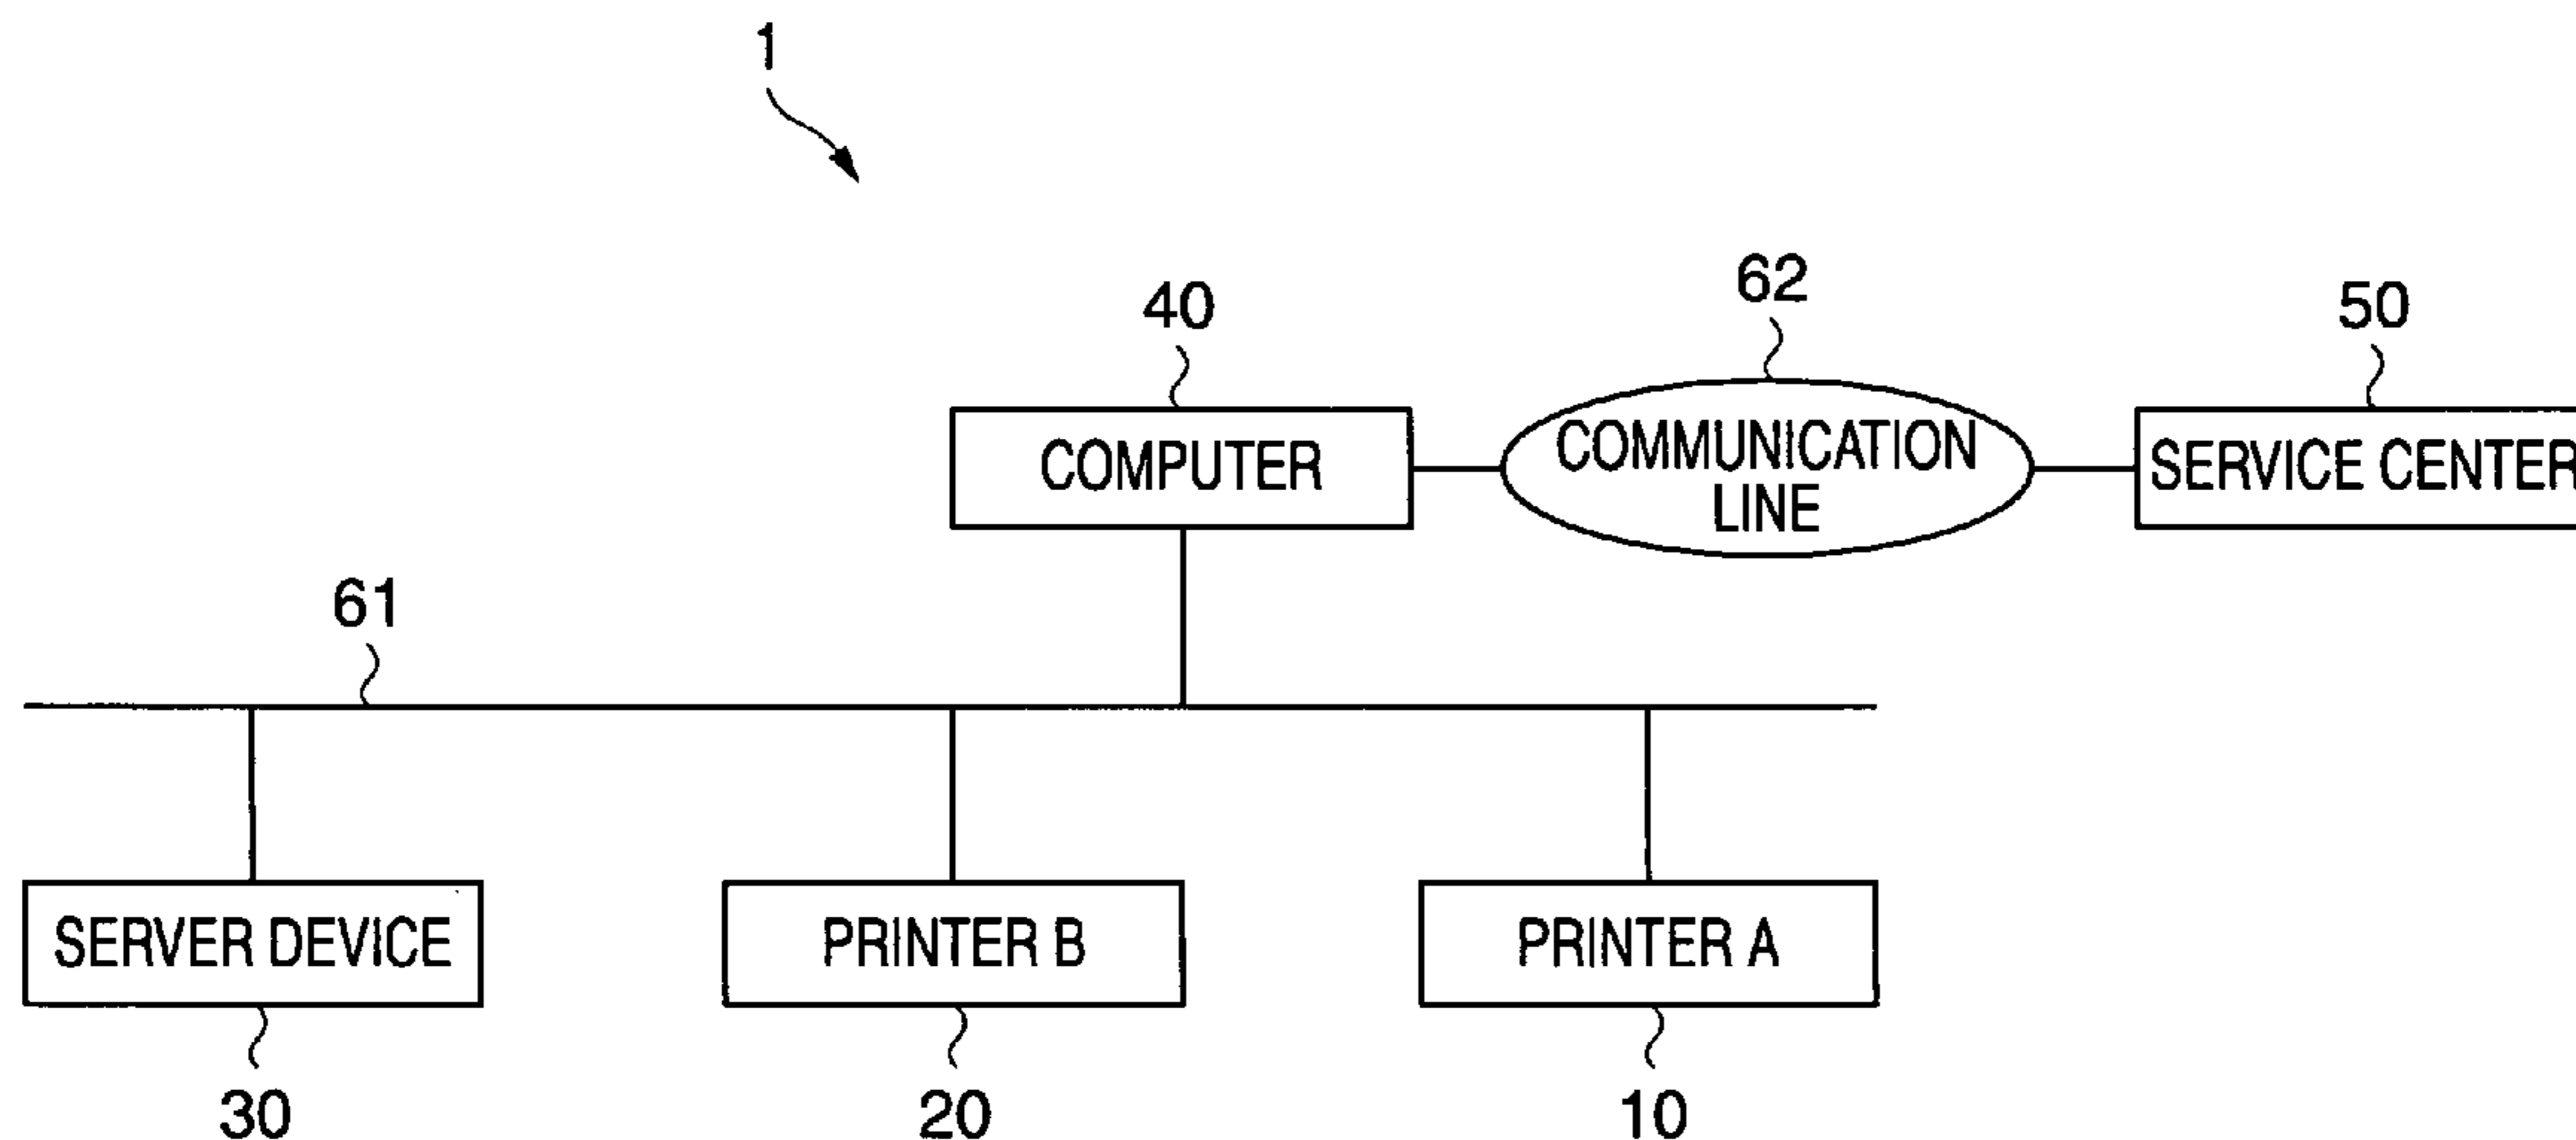 1
62
40
50
COMPUTER
COMMUNICATION
LINE
SERVICE CENTER
61
SERVER DEVICE
PRINTER B
PRINTER A
30
20
10